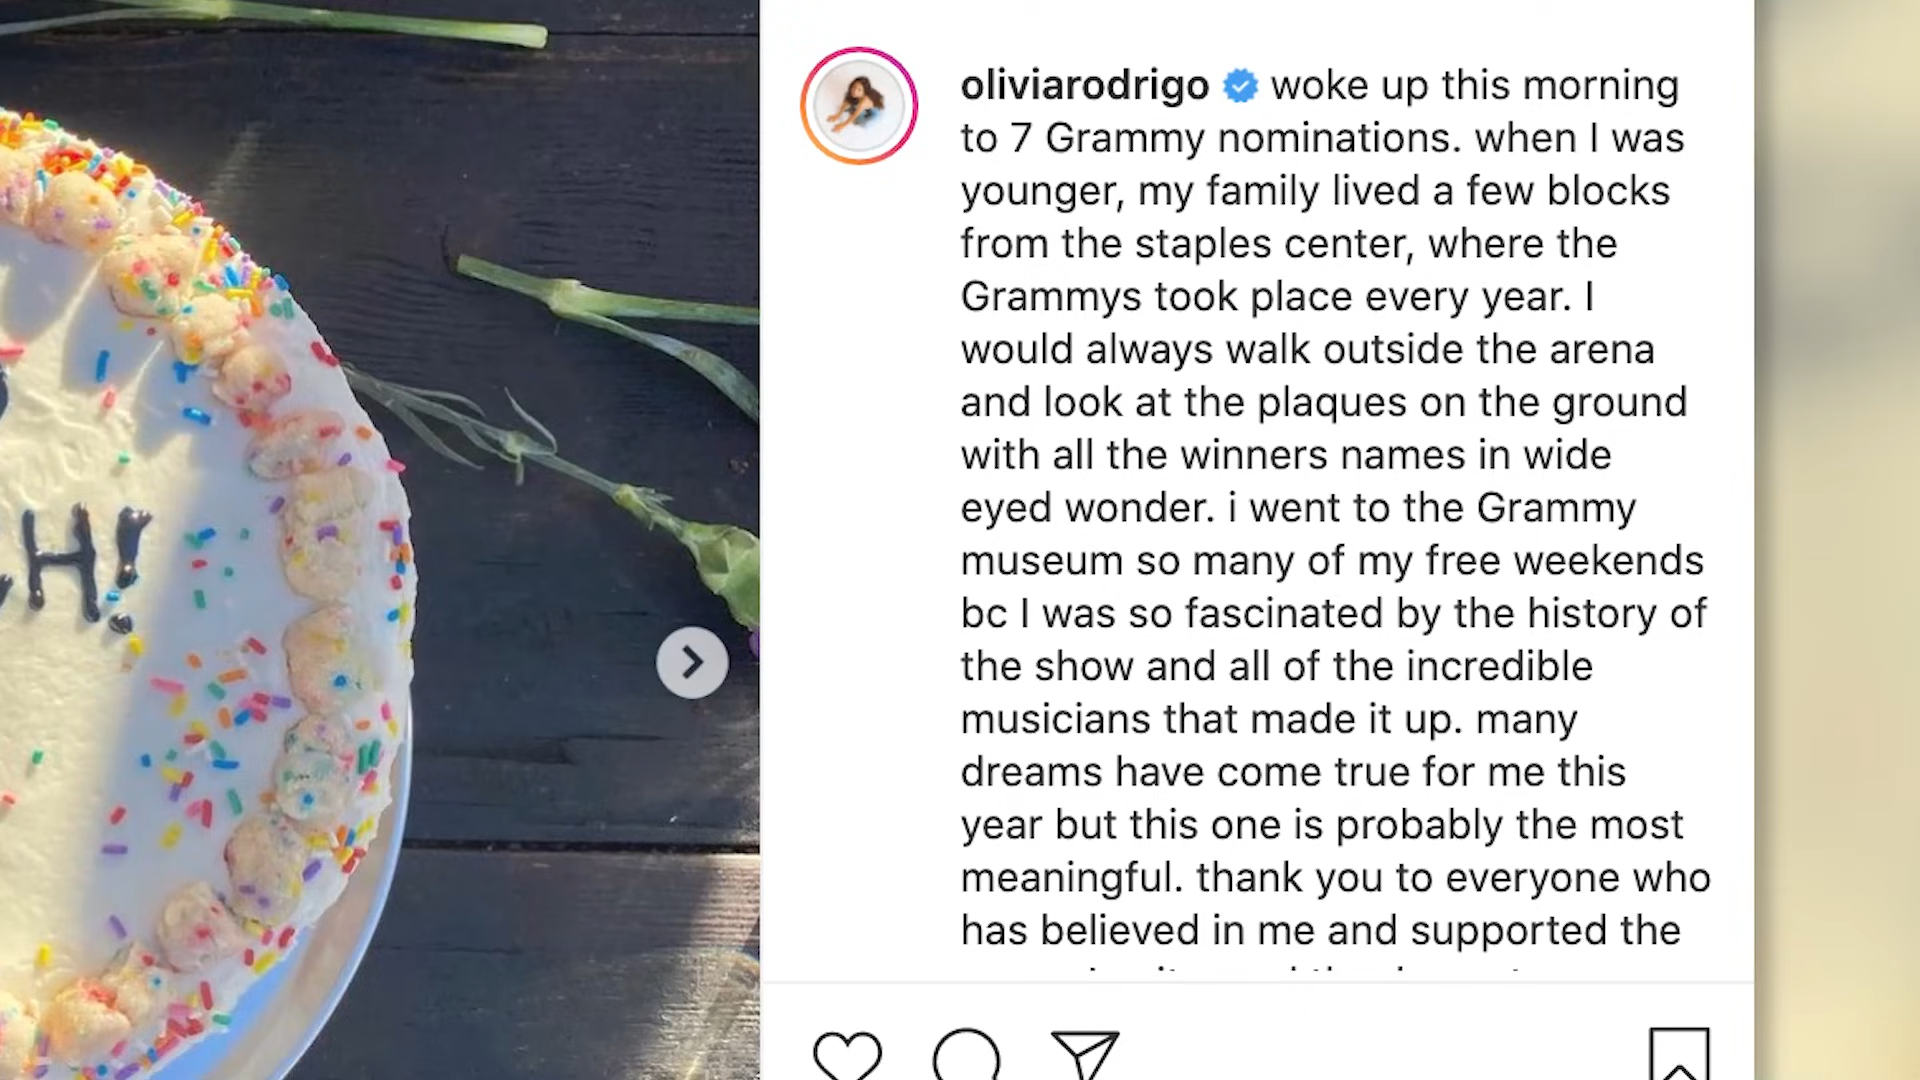 H!
oliviarodrigo woke up this morning
to 7 Grammy nominations. when I was
younger, my family lived a few blocks
from the staples center, where the
Grammys took place every year. I
would always walk outside the arena
and look at the plaques on the ground
with all the winners names in wide
eyed wonder. i went to the Grammy
museum so many of my free weekends
bc I was so fascinated by the history of
the show and all of the incredible
musicians that made it up. many
dreams have come true for me this
year but this one is probably the most
meaningful. thank you to everyone who
has believed in me and supported the